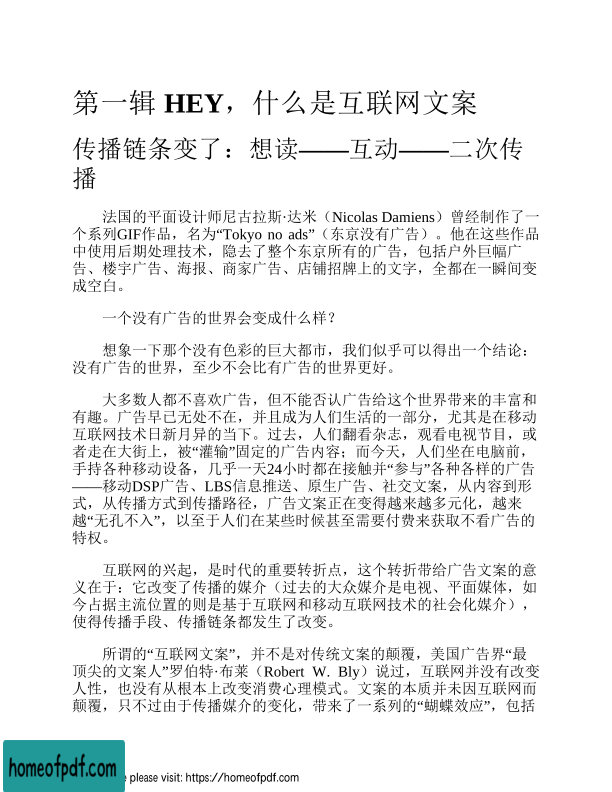 第一辑 HEY，什么是互联网文案
传播链条变了：想读——互动——二次传
播
法国的平面设计师尼古拉斯·达米（Nicolas Damiens）曾经制作了一
个系列GIF作品，名为“Tokyo no ads”（东京没有广告）。他在这些作品
中使用后期处理技术，隐去了整个东京所有的广告，包括户外巨幅广
告、楼宇广告、海报、商家广告、店铺招牌上的文字，全都在一瞬间变
成空白。
一个没有广告的世界会变成什么样？
想象一下那个没有色彩的巨大都市，我们似乎可以得出一个结论：
没有广告的世界，至少不会比有广告的世界更好。
大多数人都不喜欢广告，但不能否认广告给这个世界带来的丰富和
有趣。广告早已无处不在，并且成为人们生活的一部分，尤其是在移动
互联网技术日新月异的当下。过去，人们翻看杂志，观看电视节目，或
者走在大街上，被“灌输”固定的广告内容；而今天，人们坐在电脑前，
手持各种移动设备，几乎一天24小时都在接触并“参与”各种各样的广告
——移动DSP广告、LBS信息推送、原生广告、社交文案，从内容到形
式，从传播方式到传播路径，广告文案正在变得越来越多元化，越来
越“无孔不入”，以至于人们在某些时候甚至需要付费来获取不看广告的
特权。
互联网的兴起，是时代的重要转折点，这个转折带给广告文案的意
义在于：它改变了传播的媒介（过去的大众媒介是电视、平面媒体，如
今占据主流位置的则是基于互联网和移动互联网技术的社会化媒介），
使得传播手段、传播链条都发生了改变。
所谓的“互联网文案”，并不是对传统文案的颠覆，美国广告界“最
顶尖的文案人”罗伯特·布莱（Robert W. Bly）说过，互联网并没有改变
人性，也没有从根本上改变消费心理模式。文案的本质并未因互联网而
颠覆，只不过由于传播媒介的变化，带来了一系列的“蝴蝶效应”，包括
homeofpdf.com
e please visit: https://homeofpdf.com